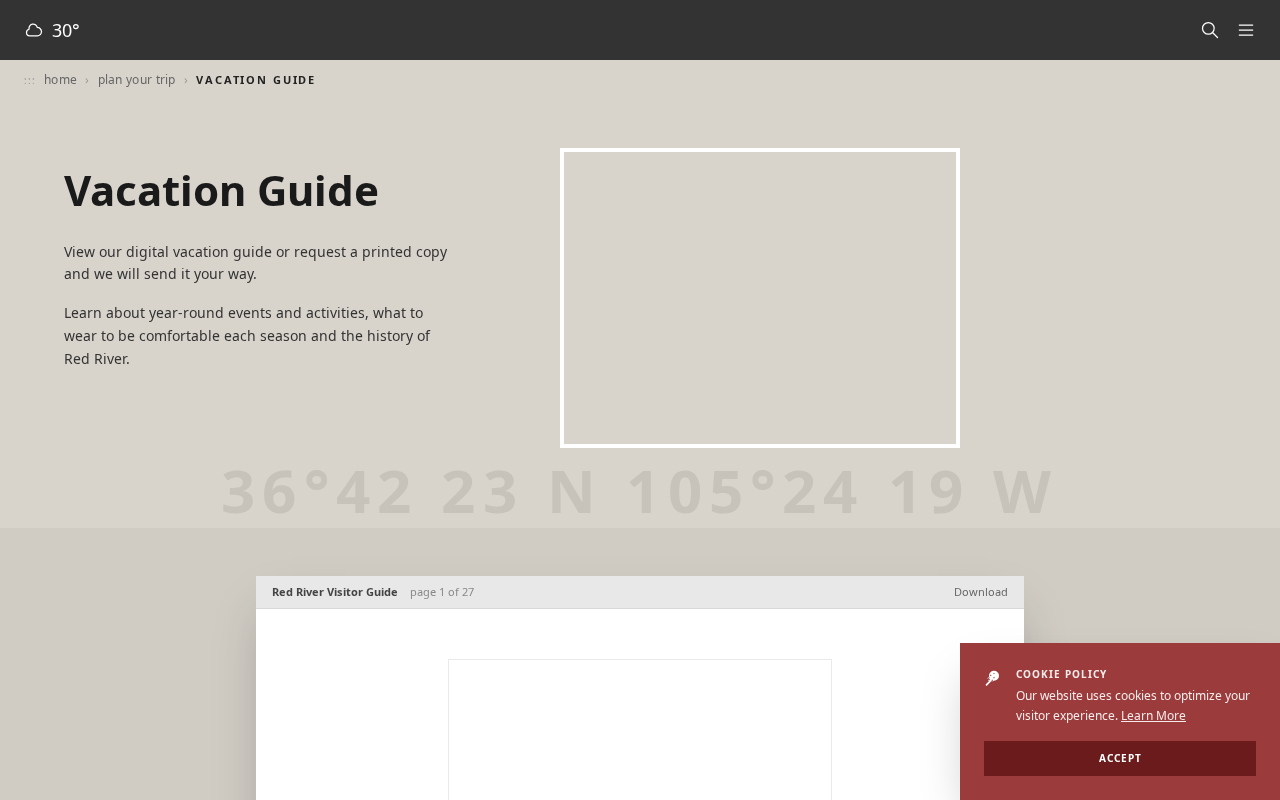 30°
home › plan your trip › VACATION GUIDE
Vacation Guide
View our digital vacation guide or request a printed copy
and we will send it your way.
Learn about year-round events and activities, what to
wear to be comfortable each season and the history of
Red River.
36°42 23 N 105°24 19 W
Red River Visitor Guide page 1 of 27 Download
COOKIE POLICY
Our website uses cookies to optimize your
visitor experience. Learn More
ACCEPT